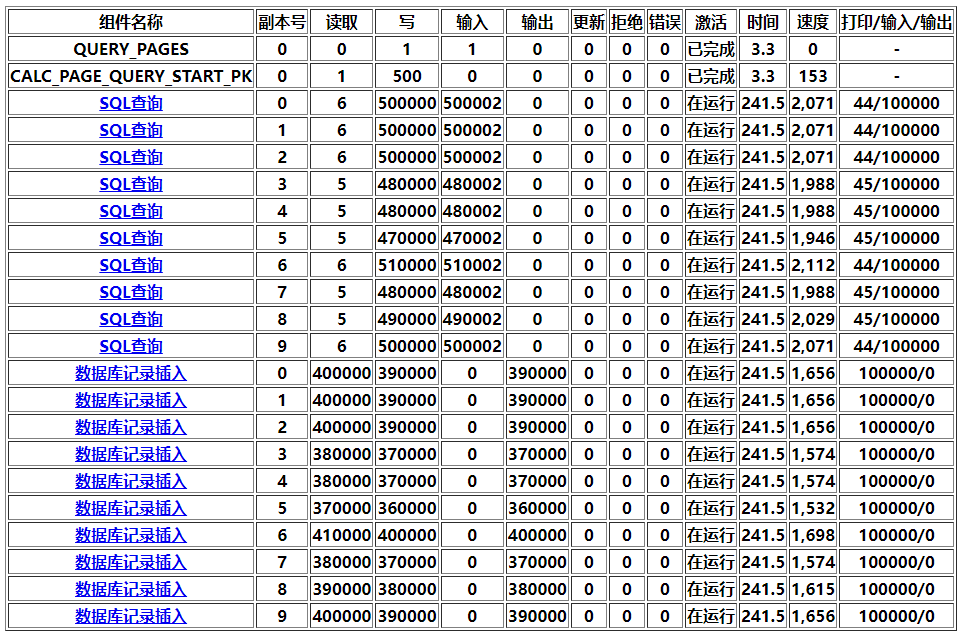 组件名称 副本号 读取 写 输入 输出 更新 拒绝 错误 激活 时间 速度 打印/输入/输出
QUERY_PAGES 0 0 1 1 0 0 0 0 已完成 3.3 0 -
CALC_PAGE_QUERY_START_PK 0 1 500 0 0 0 0 0 已完成 3.3 153 -
SQL查询 0 6 500000 500002 0 0 0 0 在运行 241.5 2,071 44/100000
SQL查询 1 6 500000 500002 0 0 0 0 在运行 241.5 2,071 44/100000
SQL查询 2 6 500000 500002 0 0 0 0 在运行 241.5 2,071 44/100000
SQL查询 3 5 480000 480002 0 0 0 0 在运行 241.5 1,988 45/100000
SQL查询 4 5 480000 480002 0 0 0 0 在运行 241.5 1,988 45/100000
SQL查询 5 5 470000 470002 0 0 0 0 在运行 241.5 1,946 45/100000
SQL查询 6 6 510000 510002 0 0 0 0 在运行 241.5 2,112 44/100000
SQL查询 7 5 480000 480002 0 0 0 0 在运行 241.5 1,988 45/100000
SQL查询 8 5 490000 490002 0 0 0 0 在运行 241.5 2,029 45/100000
SQL查询 9 6 500000 500002 0 0 0 0 在运行 241.5 2,071 44/100000
数据库记录插入 0 400000 390000 0 390000 0 0 0 在运行 241.5 1,656 100000/0
数据库记录插入 1 400000 390000 0 390000 0 0 0 在运行 241.5 1,656 100000/0
数据库记录插入 2 400000 390000 0 390000 0 0 0 在运行 241.5 1,656 100000/0
数据库记录插入 3 380000 370000 0 370000 0 0 0 在运行 241.5 1,574 100000/0
数据库记录插入 4 380000 370000 0 370000 0 0 0 在运行 241.5 1,574 100000/0
数据库记录插入 5 370000 360000 0 360000 0 0 0 在运行 241.5 1,532 100000/0
数据库记录插入 6 410000 400000 0 400000 0 0 0 在运行 241.5 1,698 100000/0
数据库记录插入 7 380000 370000 0 370000 0 0 0 在运行 241.5 1,574 100000/0
数据库记录插入 8 390000 380000 0 380000 0 0 0 在运行 241.5 1,615 100000/0
数据库记录插入 9 400000 390000 0 390000 0 0 0 在运行 241.5 1,656 100000/0